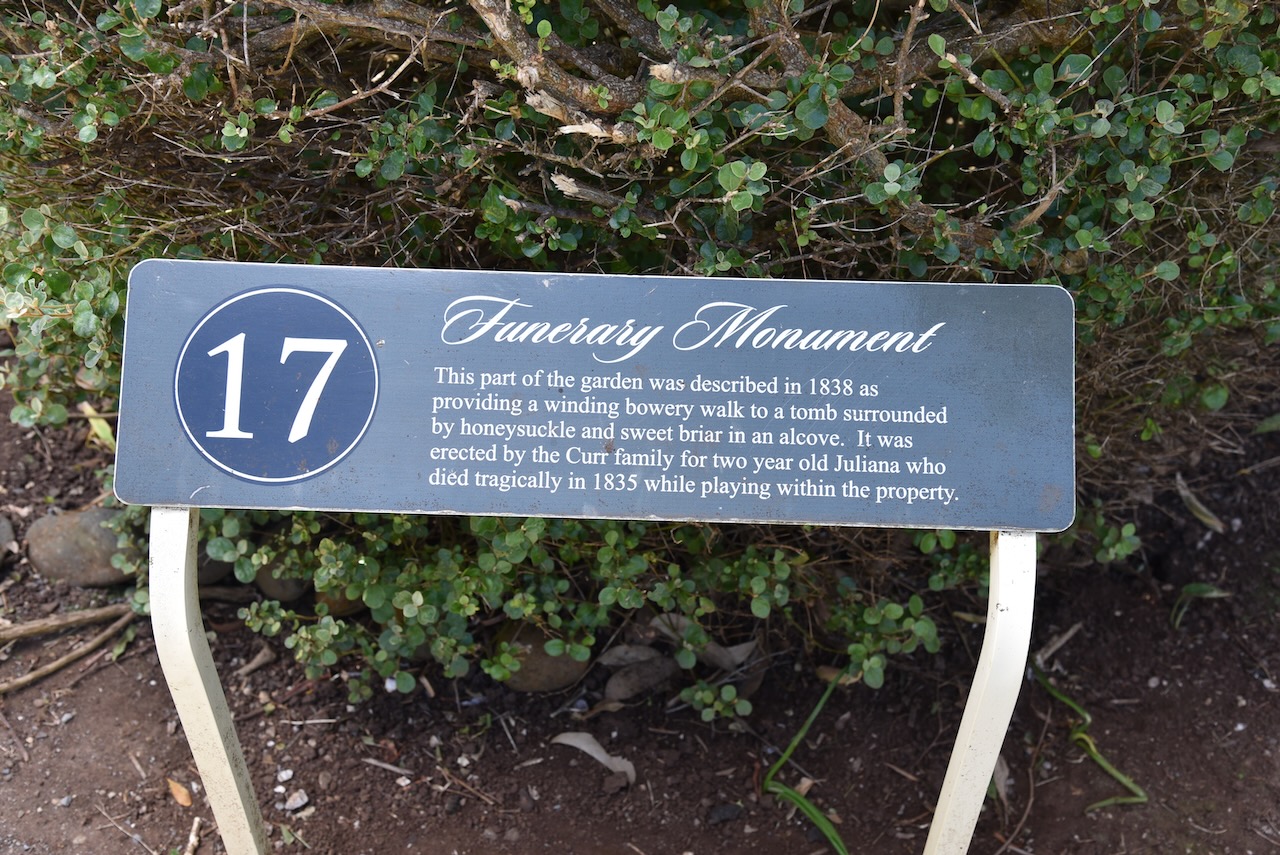 17
Funerary Monument
This part of the garden was described in 1838 as
providing a winding bowery walk to a tomb surrounded
by honeysuckle and sweet briar in an alcove.  It was
erected by the Curr family for two year old Juliana who
died tragically in 1835 while playing within the property.